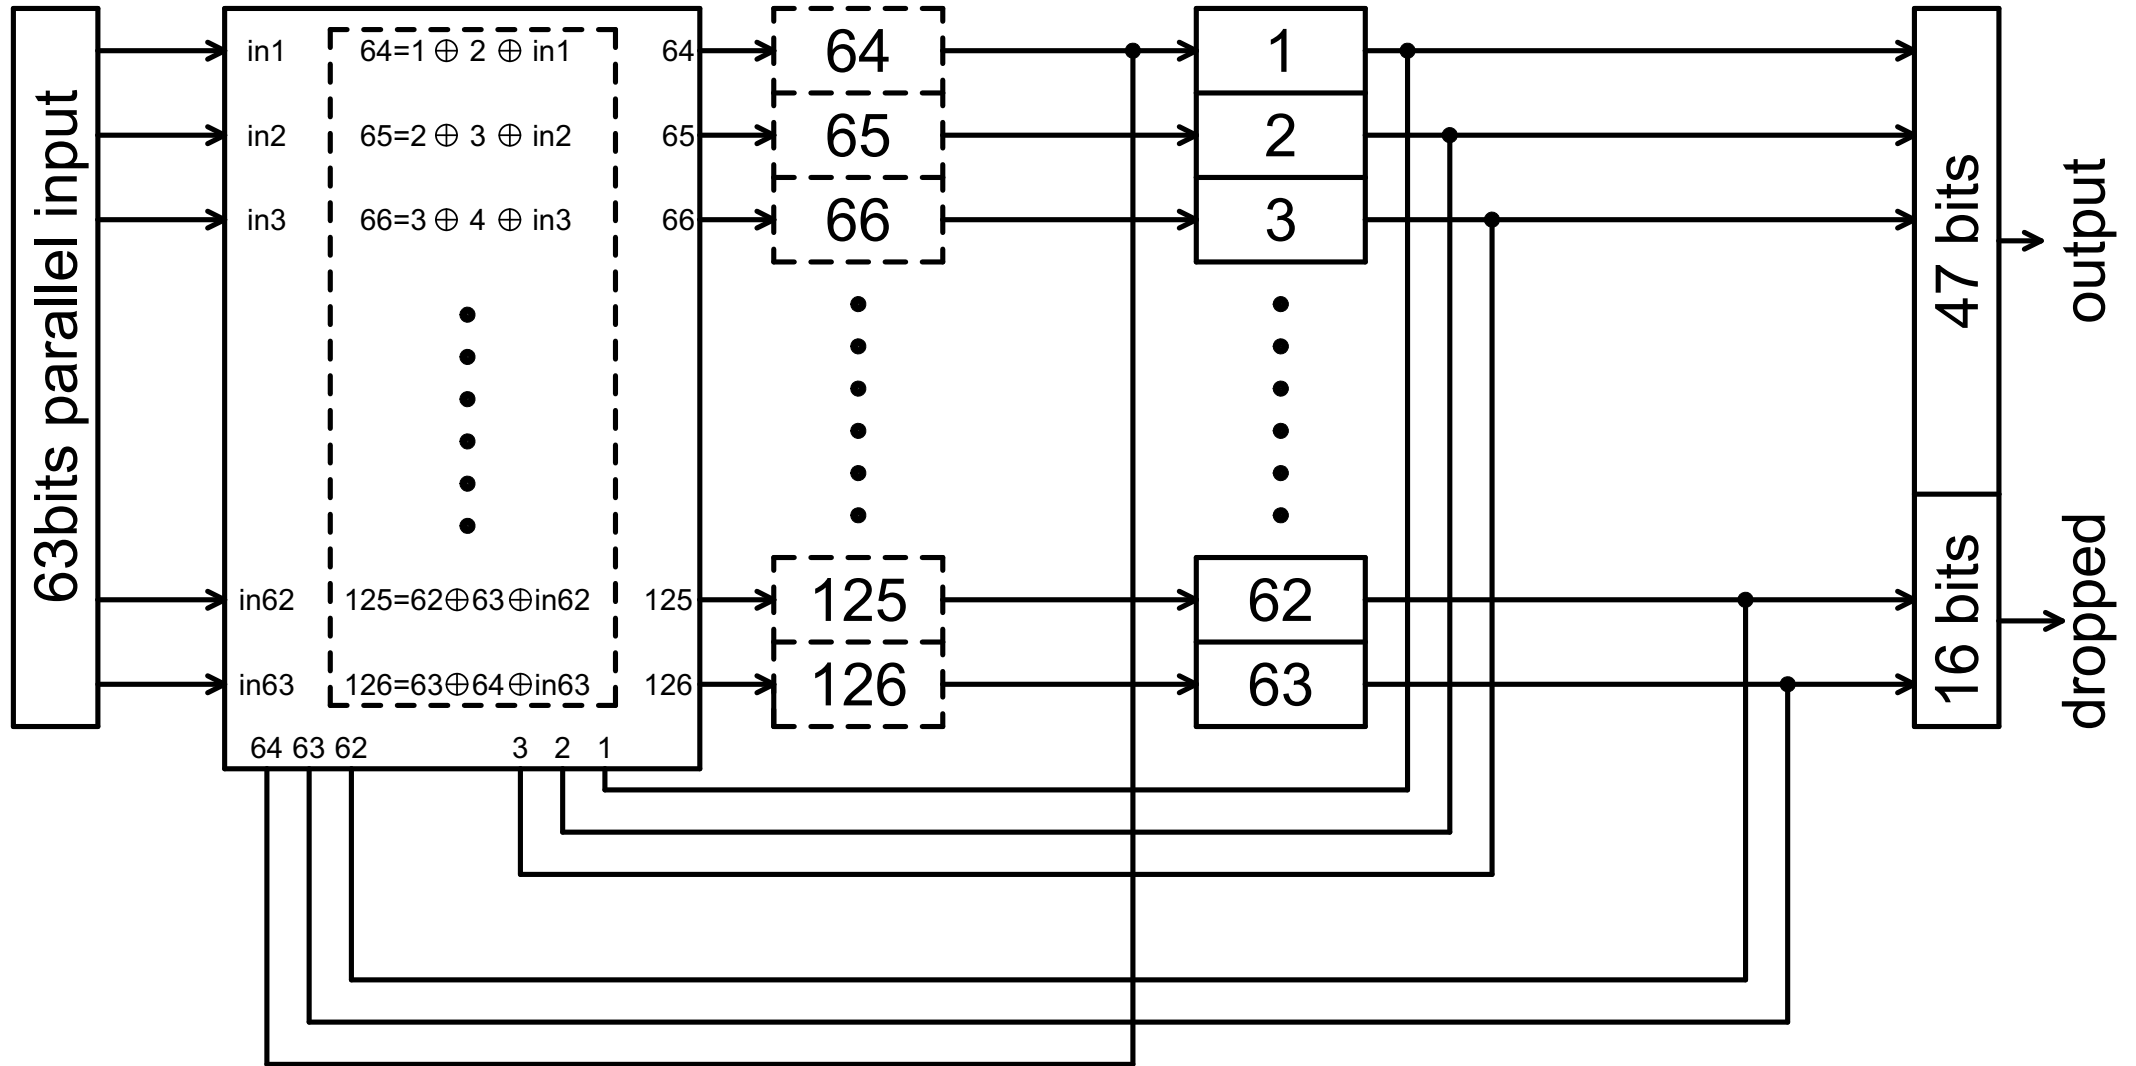 63bits parallel input
in1
in2
in3
in62
in63
64=1 ⊕ 2 ⊕ in1
65=2 ⊕ 3 ⊕ in2
66=3 ⊕ 4 ⊕ in3
125=62⊕63⊕in62
126=63⊕64⊕in63
64
65
66
125
126
64 63 62 3 2 1
64
65
66
125
126
1
2
3
62
63
47 bits
16 bits
output
dropped